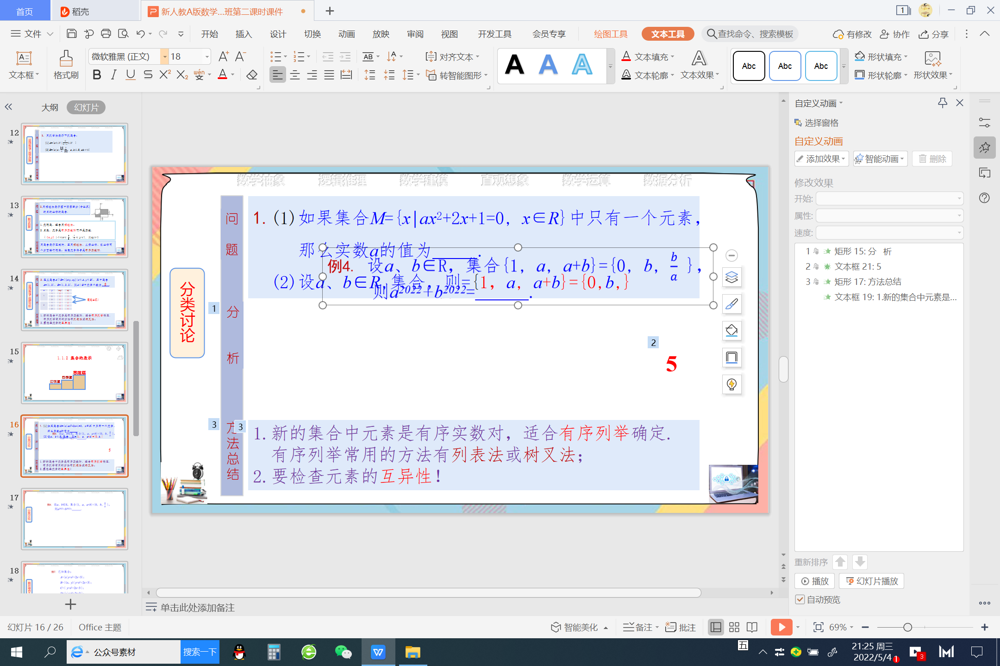 首页
稻壳
新人教A版数学...班第二课时课件
1
文件
开始 插入 设计 切换 动画 放映 审阅 视图 开发工具 会员专享 绘图工具 文本工具 查找命令、搜索模板 有修改 协作 分享
文本框
格式刷
微软雅黑 (正文) 18
对齐文本
转智能图形
文本填充
文本轮廓
文本效果
Abc Abc Abc
形状填充
形状轮廓
形状效果
大纲 幻灯片
12
13
14
15
1.1.2 集合的表示
16
17
18
数学抽象 逻辑推理 数学建模 直观想象 数学运算 数据分析
分类讨论
问题
分析
方法总结
1.(1)如果集合M={x|ax²+2x+1=0, x∈R}中只有一个元素,
那么实数a的值为______.
例4. 设a、b∈R, 集合{1, a, a+b}={0, b, b/a },
(2)设a、b∈R,集合, 则={1, a, a+b}={0,b,}
则a²⁰²²+b²⁰²²=______.
1
2
5
3
3
1.新的集合中元素是有序实数对, 适合有序列举确定.
有序列举常用的方法有列表法或树叉法;
2.要检查元素的互异性!
自定义动画
选择窗格
自定义动画
添加效果 智能动画 删除
修改效果
开始:
属性:
速度:
1 矩形 15: 分 析
2 文本框 21: 5
3 矩形 17: 方法总结
文本框 19: 1.新的集合中元素是...
重新排序
播放 幻灯片播放
自动预览
单击此处添加备注
幻灯片 16 / 26 Office 主题 智能美化 备注 批注 69%
公众号素材 搜索一下
五
21:25 周三
2022/5/4
1
3